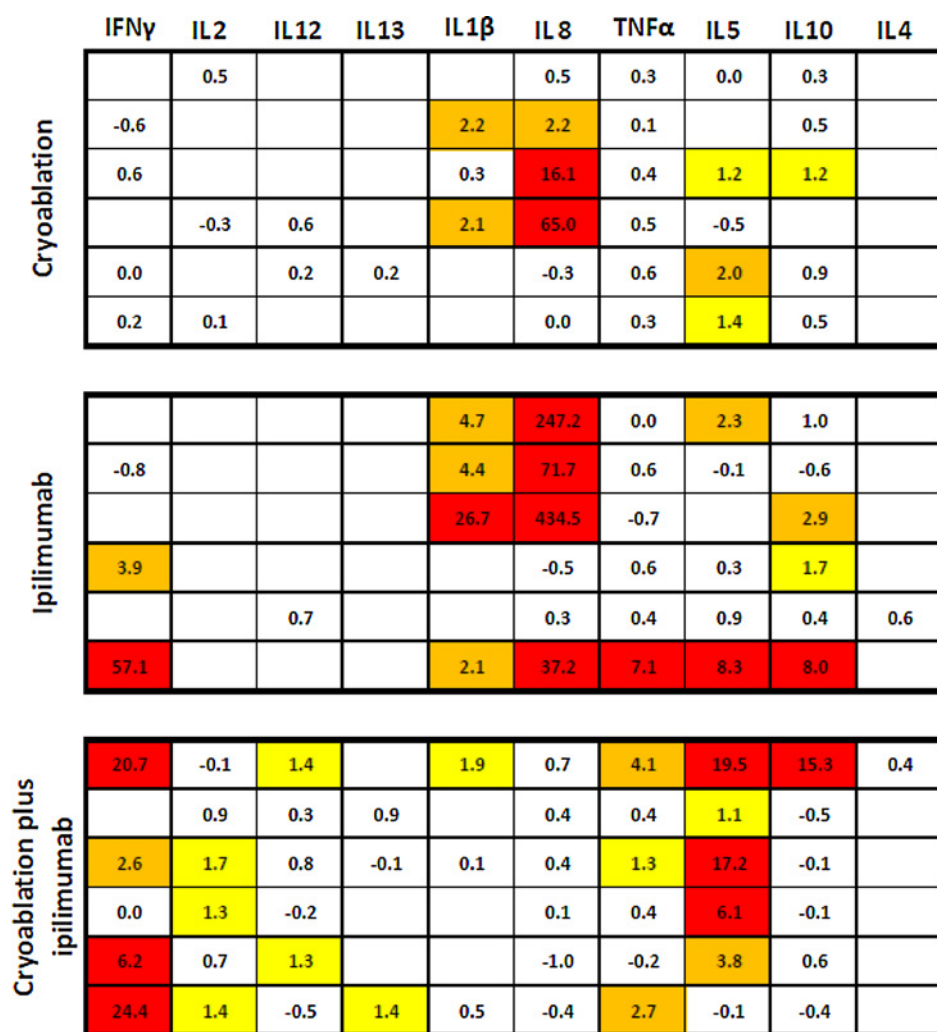 IFNγ IL2 IL12 IL13 IL1β IL8 TNFα IL5 IL10 IL4
Cryoablation
0.5 0.5 0.3 0.0 0.3
-0.6 2.2 2.2 0.1 0.5
0.6 0.3 16.1 0.4 1.2 1.2
-0.3 0.6 2.1 65.0 0.5 -0.5
0.0 0.2 0.2 -0.3 0.6 2.0 0.9
0.2 0.1 0.0 0.3 1.4 0.5
Ipilimumab
4.7 247.2 0.0 2.3 1.0
-0.8 4.4 71.7 0.6 -0.1 -0.6
26.7 434.5 -0.7 2.9
3.9 -0.5 0.6 0.3 1.7
0.7 0.3 0.4 0.9 0.4 0.6
57.1 2.1 37.2 7.1 8.3 8.0
Cryoablation plus
ipilimumab
20.7 -0.1 1.4 1.9 0.7 4.1 19.5 15.3 0.4
0.9 0.3 0.9 0.4 0.4 1.1 -0.5
2.6 1.7 0.8 -0.1 0.1 0.4 1.3 17.2 -0.1
0.0 1.3 -0.2 0.1 0.4 6.1 -0.1
6.2 0.7 1.3 -1.0 -0.2 3.8 0.6
24.4 1.4 -0.5 1.4 0.5 -0.4 2.7 -0.1 -0.4